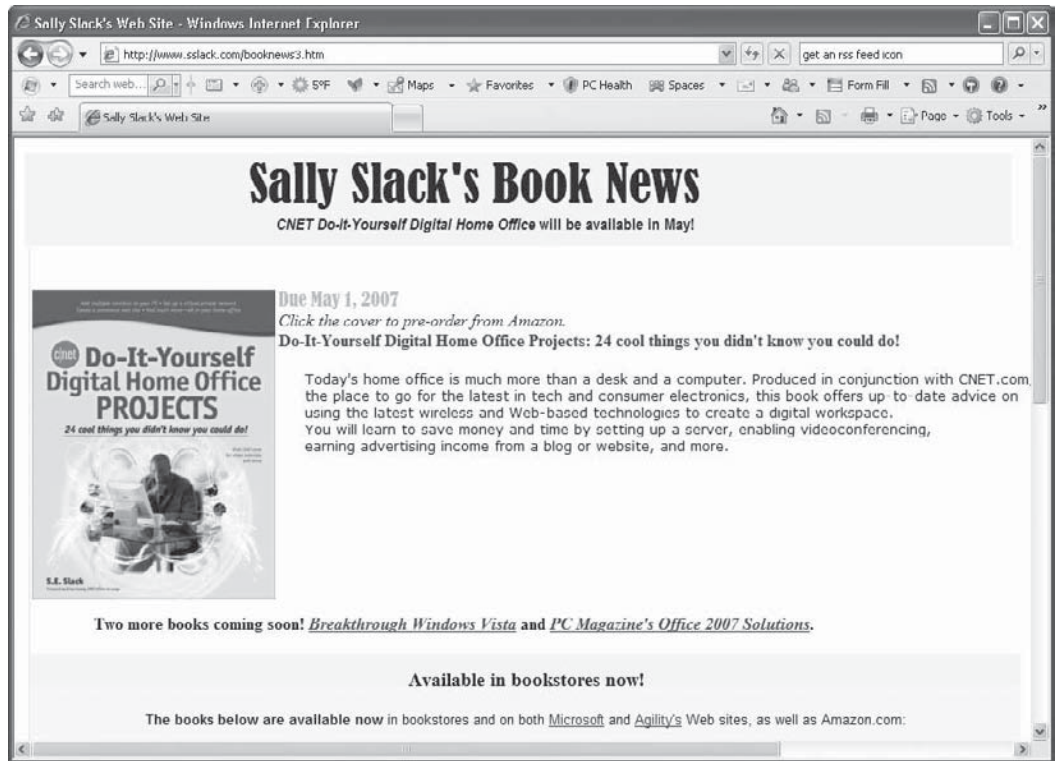 Sally Slack's Web Site - Windows Internet Explorer
http://www.sslack.com/booknews3.htm
get an rss feed icon
Search web...
5°F
Maps
Favorites
PC Health
Spaces
Form Fill
Sally Slack's Web Site
Page
Tools
Sally Slack's Book News
CNET Do-It-Yourself Digital Home Office will be available in May!
Due May 1, 2007
Click the cover to pre-order from Amazon.
Do-It-Yourself Digital Home Office Projects: 24 cool things you didn't know you could do!
Today's home office is much more than a desk and a computer. Produced in conjunction with CNET.com,
the place to go for the latest in tech and consumer electronics, this book offers up-to-date advice on
using the latest wireless and Web-based technologies to create a digital workspace.
You will learn to save money and time by setting up a server, enabling videoconferencing,
earning advertising income from a blog or website, and more.
cnet
Do-It-Yourself
Digital Home Office
PROJECTS
24 cool things you didn't know you could do!
S.E. Slack
Two more books coming soon! Breakthrough Windows Vista and PC Magazine's Office 2007 Solutions.
Available in bookstores now!
The books below are available now in bookstores and on both Microsoft and Agility's Web sites, as well as Amazon.com: